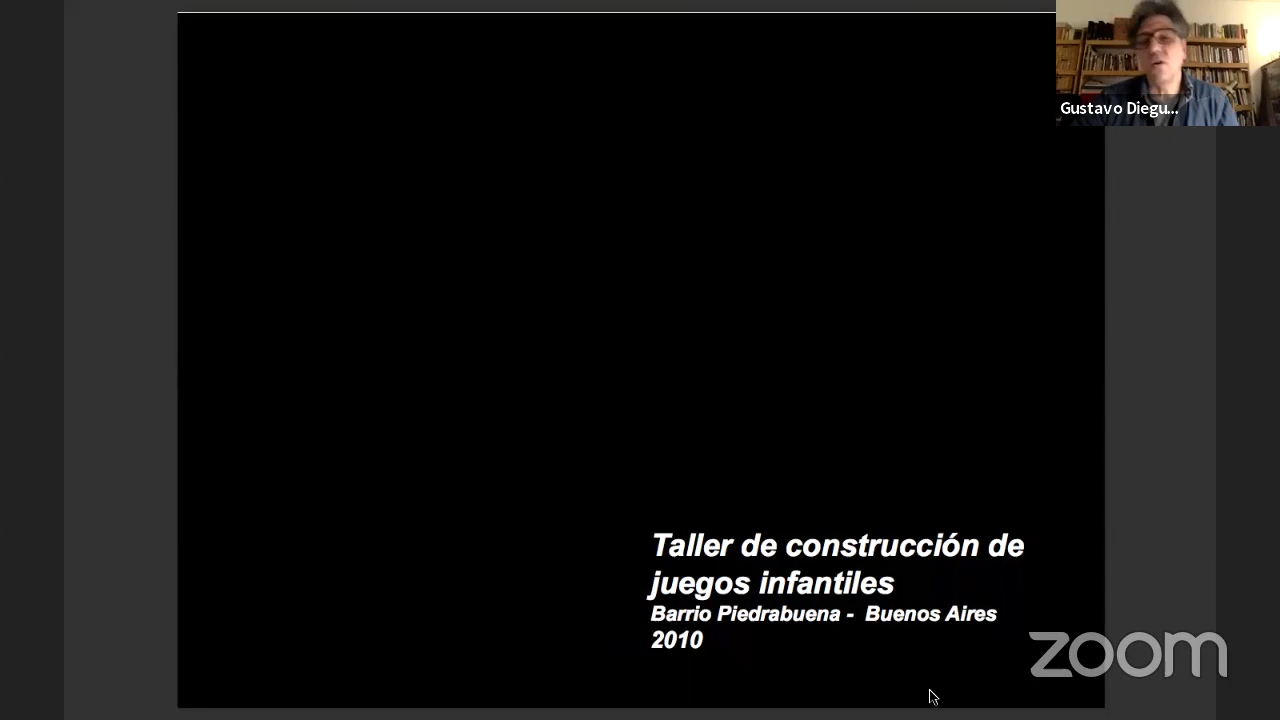 Gustavo Diegu...
Taller de construcción de
juegos infantiles
Barrio Piedrabuena - Buenos Aires
2010
zoom